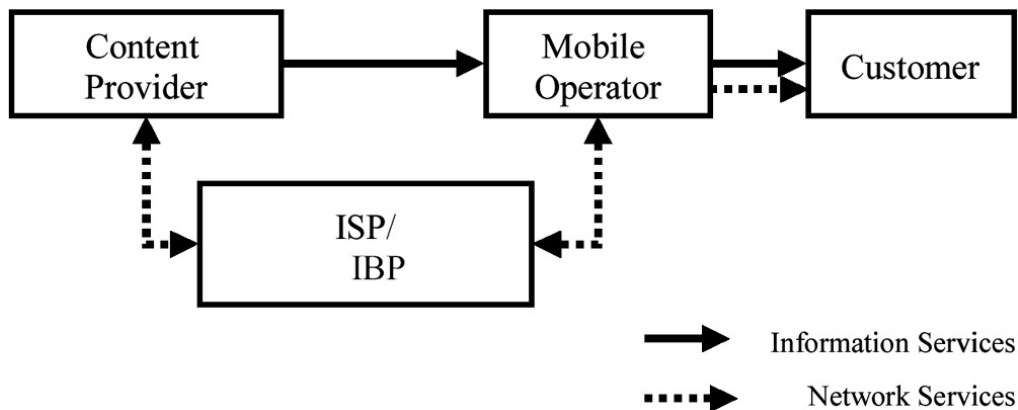 Content
Provider
Mobile
Operator
Customer
ISP/
IBP
Information Services
Network Services